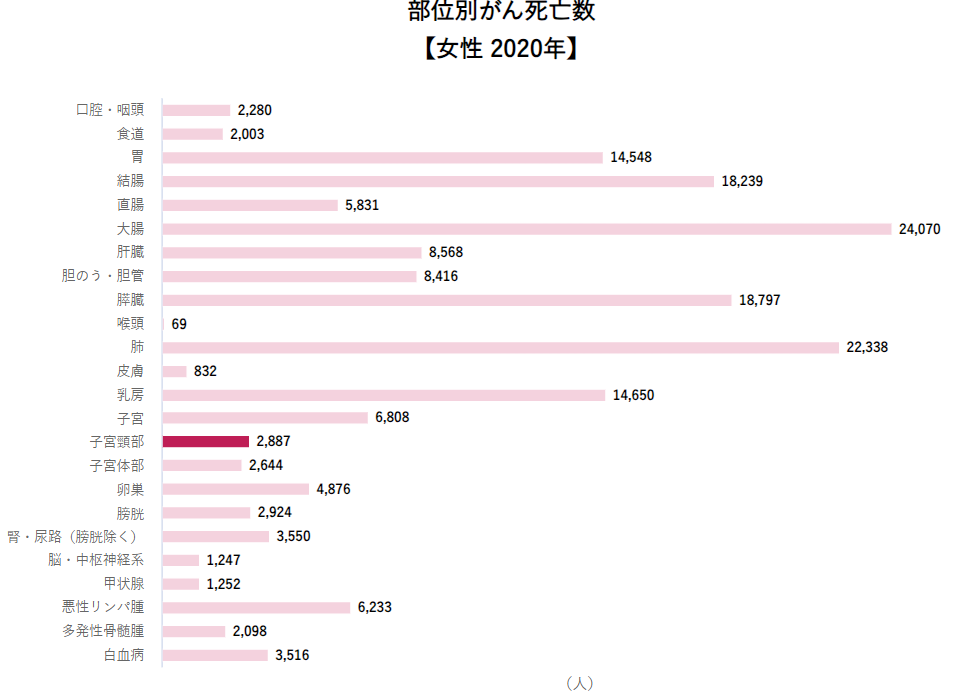 部位別がん死亡数
【女性 2020年】
口腔・咽頭 2,280
食道 2,003
胃 14,548
結腸 18,239
直腸 5,831
大腸 24,070
肝臓 8,568
胆のう・胆管 8,416
膵臓 18,797
喉頭 69
肺 22,338
皮膚 832
乳房 14,650
子宮 6,808
子宮頸部 2,887
子宮体部 2,644
卵巣 4,876
膀胱 2,924
腎・尿路（膀胱除く） 3,550
脳・中枢神経系 1,247
甲状腺 1,252
悪性リンパ腫 6,233
多発性骨髄腫 2,098
白血病 3,516
（人）